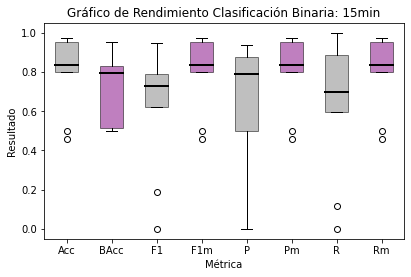 Gráfico de Rendimiento Clasificación Binaria: 15min
Resultado
1.0
0.8
0.6
0.4
0.2
0.0
Acc BAcc F1 F1m P Pm R Rm
Métrica